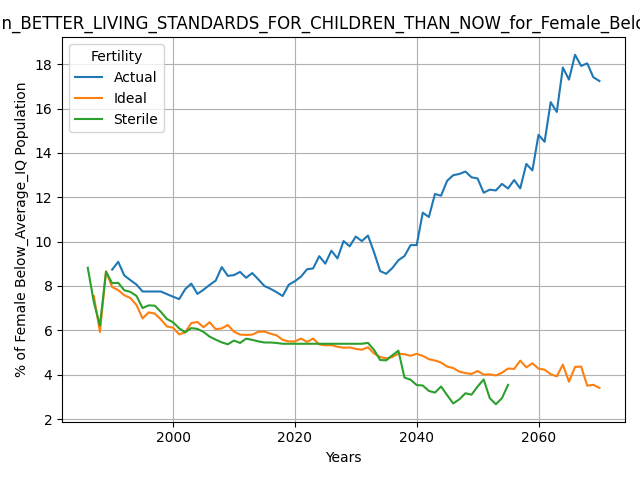 n_BETTER_LIVING_STANDARDS_FOR_CHILDREN_THAN_NOW_for_Female_Belo
Fertility
Actual
Ideal
Sterile
% of Female Below_Average_IQ Population
18
16
14
12
10
8
6
4
2
2000 2020 2040 2060
Years